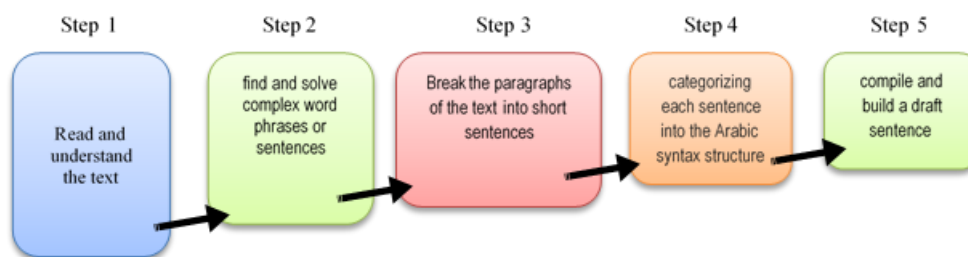 Step 1
Step 2
Step 3
Step 4
Step 5
Read and
understand
the text
find and solve
complex word
phrases or
sentences
Break the paragraphs
of the text into short
sentences
categorizing
each sentence
into the Arabic
syntax structure
compile and
build a draft
sentence